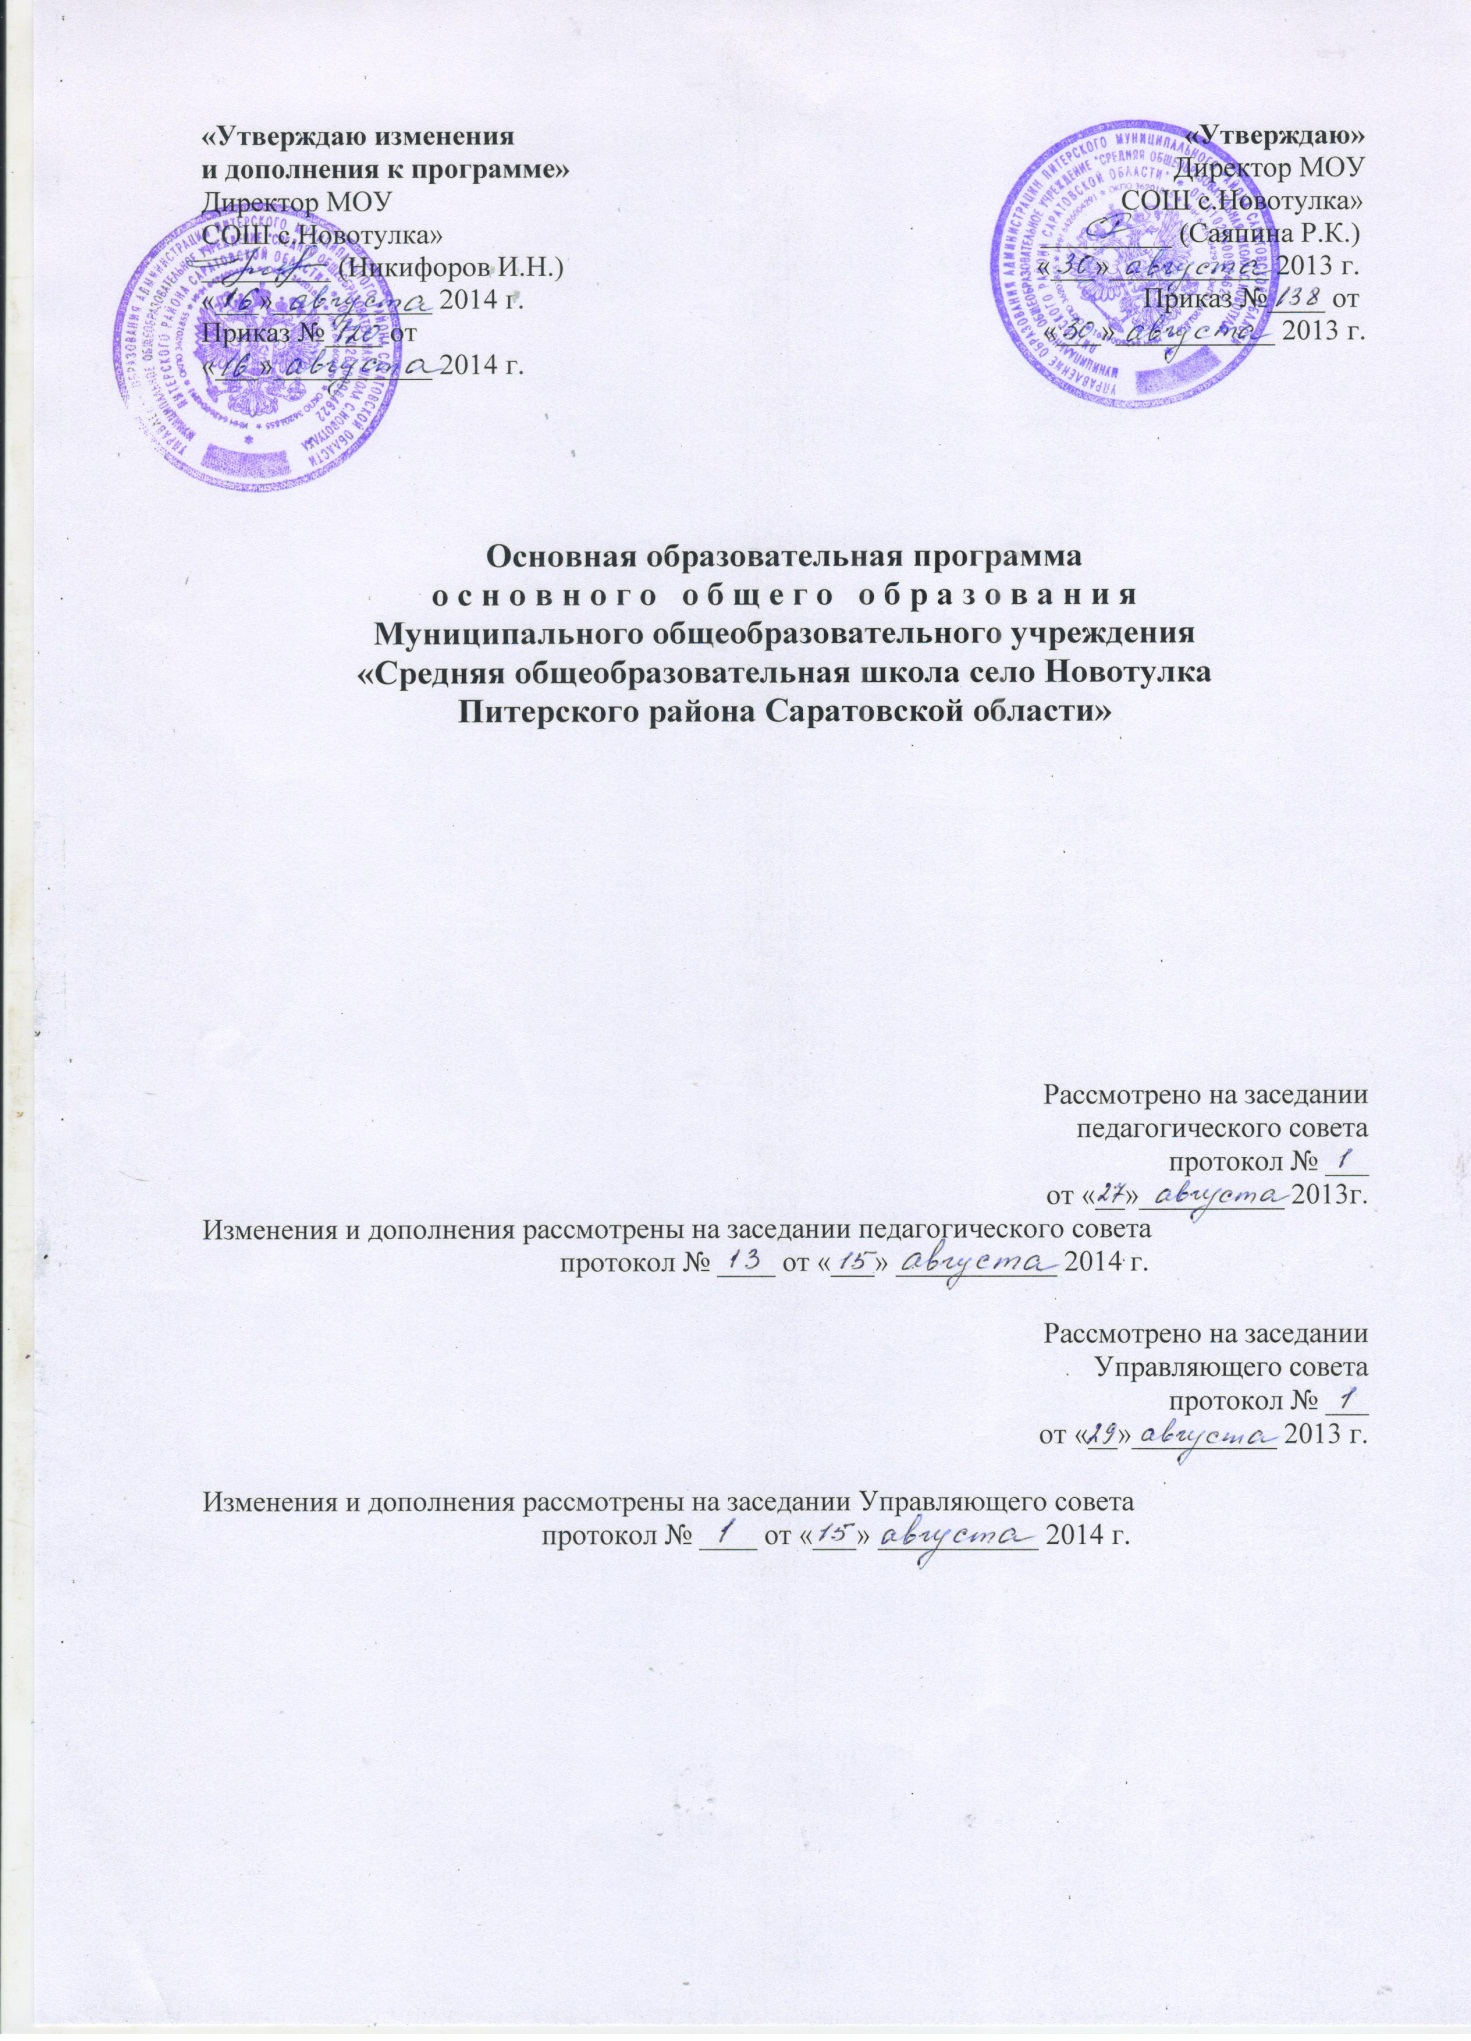 «Утверждаю изменения
и дополнения к программе»
Директор МОУ
СОШ с.Новотулка»
(Никифоров И.Н.)
«16» августа 2014 г.
Приказ № 120 от
«16» августа 2014 г.
«Утверждаю»
Директор МОУ
СОШ с.Новотулка»
(Саяпина Р.К.)
«30» августа 2013 г.
Приказ № 138 от
«30» августа 2013 г.
Основная образовательная программа
основного общего образования
Муниципального общеобразовательного учреждения
«Средняя общеобразовательная школа село Новотулка
Питерского района Саратовской области»
Рассмотрено на заседании
педагогического совета
протокол № 1
от «27» августа 2013г.
Изменения и дополнения рассмотрены на заседании педагогического совета
протокол № 13 от «15» августа 2014 г.
Рассмотрено на заседании
Управляющего совета
протокол № 1
от «29» августа 2013 г.
Изменения и дополнения рассмотрены на заседании Управляющего совета
протокол № 1 от «15» августа 2014 г.